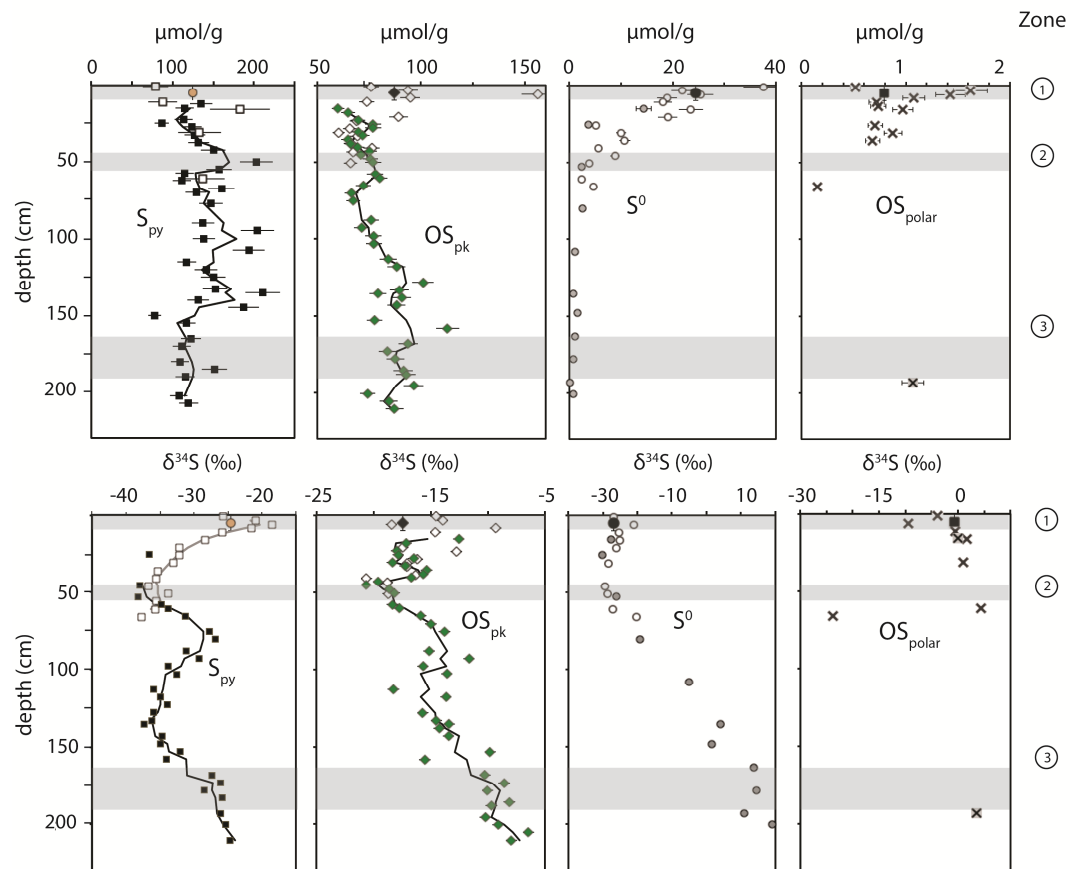 Zone
μmol/g μmol/g μmol/g μmol/g
0 100 200 50 100 150 0 20 40 0 1 2
depth (cm)
0
50
100
150
200
S_py
OS_pk
S⁰
OS_polar
1
2
3
δ³⁴S (‰) δ³⁴S (‰) δ³⁴S (‰) δ³⁴S (‰)
-40 -30 -20 -25 -15 -5 -30 -10 10 -30 -15 0
depth (cm)
0
50
100
150
200
S_py
OS_pk
S⁰
OS_polar
1
2
3